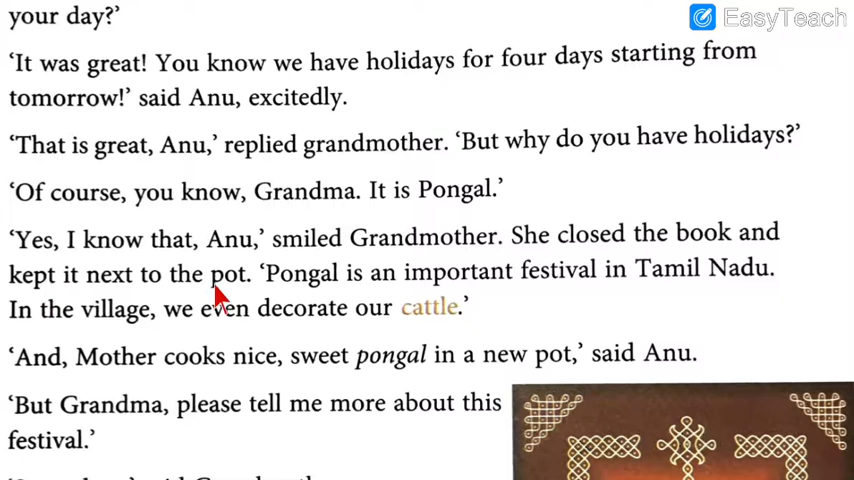 your day?’
EasyTeach
‘It was great! You know we have holidays for four days starting from
tomorrow!’ said Anu, excitedly.
‘That is great, Anu,’ replied grandmother. ‘But why do you have holidays?’
‘Of course, you know, Grandma. It is Pongal.’
‘Yes, I know that, Anu,’ smiled Grandmother. She closed the book and
kept it next to the pot. ‘Pongal is an important festival in Tamil Nadu.
In the village, we even decorate our cattle.’
‘And, Mother cooks nice, sweet pongal in a new pot,’ said Anu.
‘But Grandma, please tell me more about this
festival.’